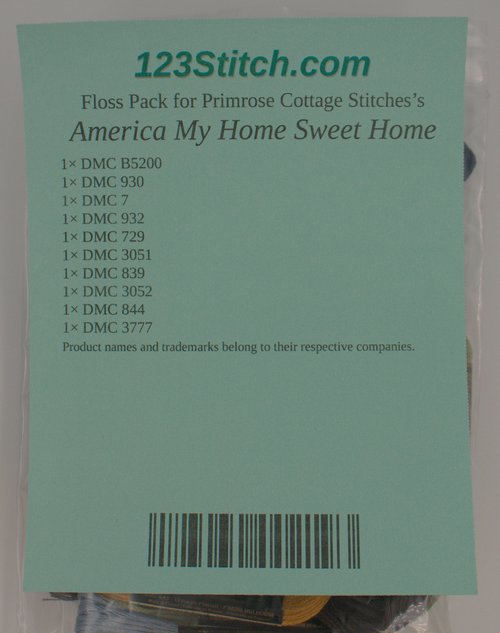 123Stitch.com
Floss Pack for Primrose Cottage Stitches’s
America My Home Sweet Home
1× DMC B5200
1× DMC 930
1× DMC 7
1× DMC 932
1× DMC 729
1× DMC 3051
1× DMC 839
1× DMC 3052
1× DMC 844
1× DMC 3777
Product names and trademarks belong to their respective companies.